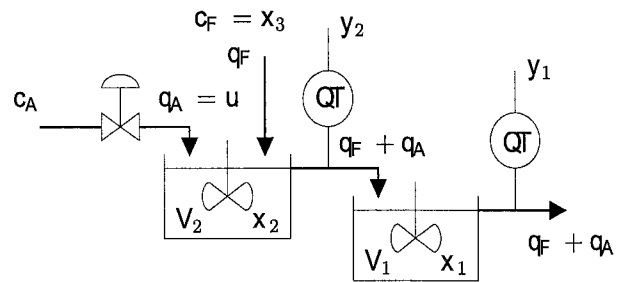 c_F = x_3
y_2
q_F
y_1
c_A
q_A = u
QT
QT
q_F + q_A
V_2
x_2
V_1
x_1
q_F + q_A